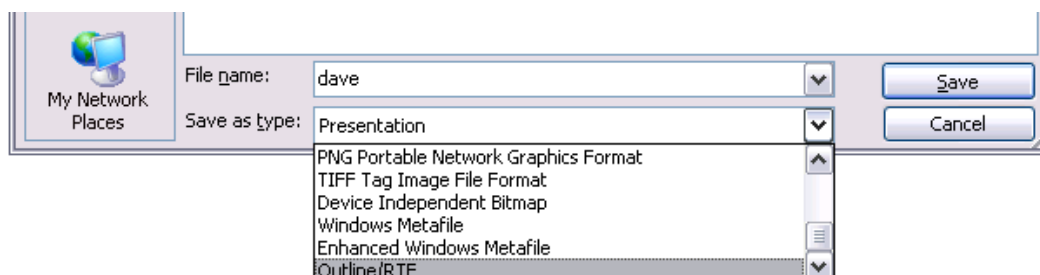 File name:
dave
Save
My Network
Places
Save as type:
Presentation
Cancel
PNG Portable Network Graphics Format
TIFF Tag Image File Format
Device Independent Bitmap
Windows Metafile
Enhanced Windows Metafile
Outline/RTF